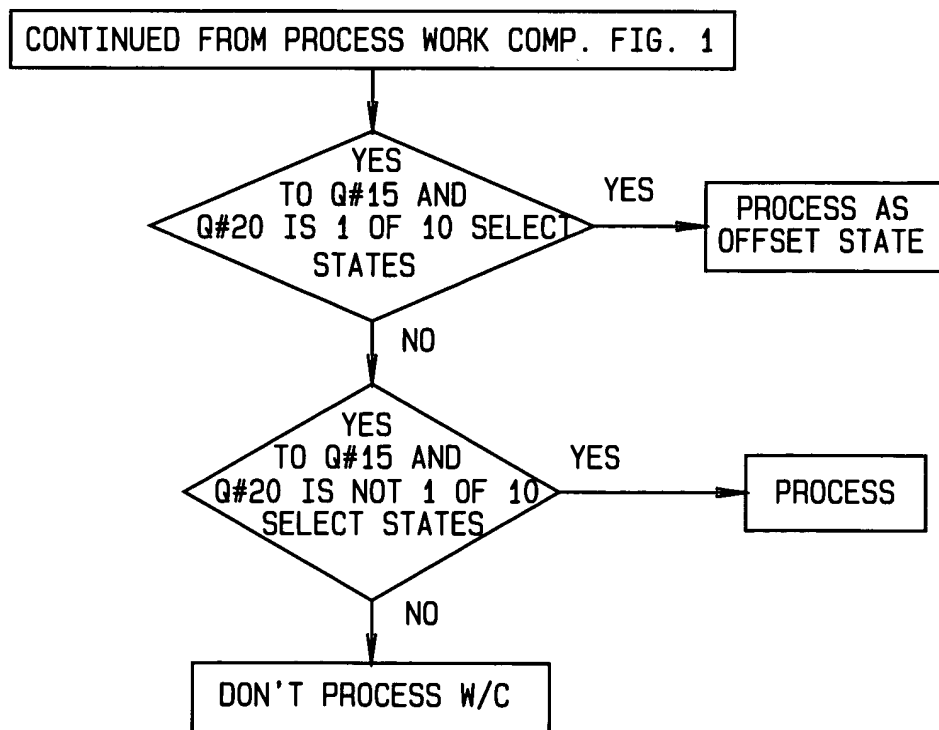 CONTINUED FROM PROCESS WORK COMP. FIG. 1
YES
TO Q#15 AND
Q#20 IS 1 OF 10 SELECT
STATES
YES
PROCESS AS
OFFSET STATE
NO
YES
TO Q#15 AND
Q#20 IS NOT 1 OF 10
SELECT STATES
YES
PROCESS
NO
DON'T PROCESS W/C